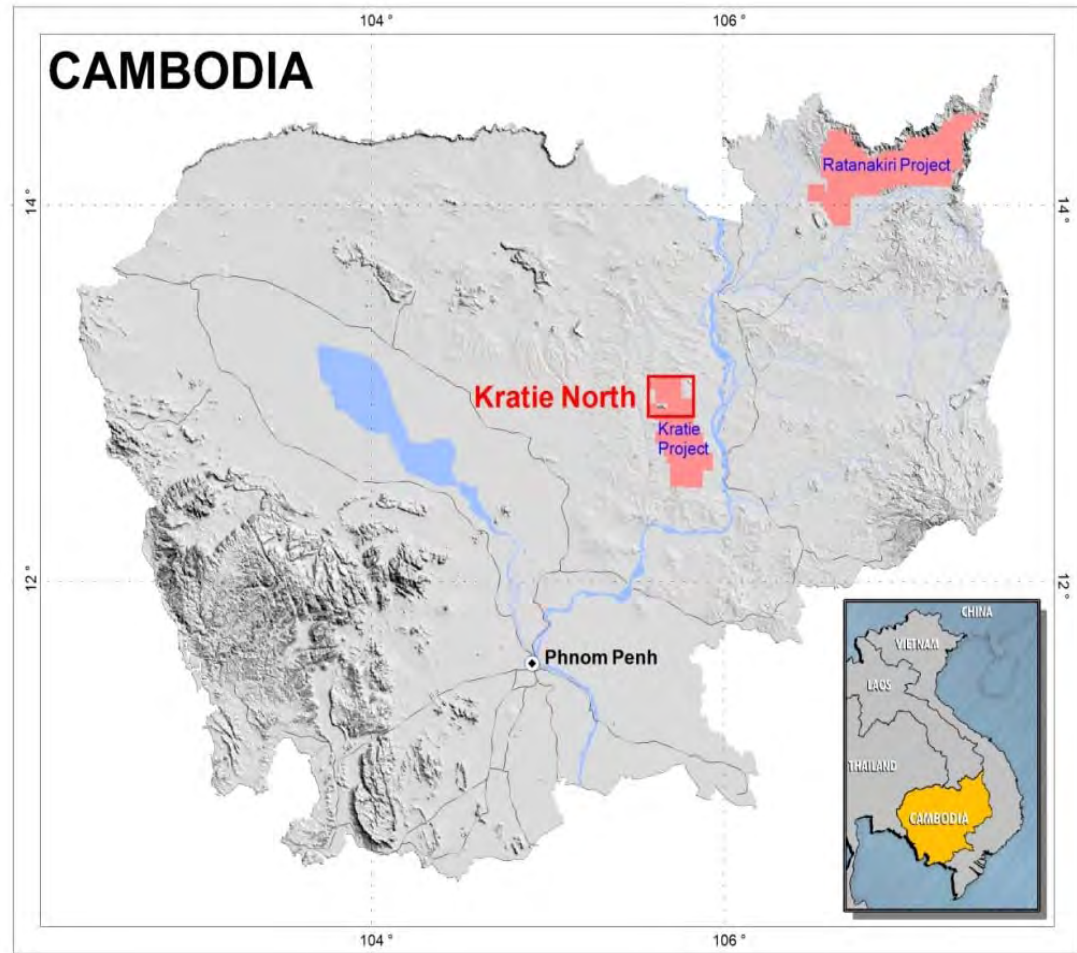 104 °
106 °
CAMBODIA
Ratanakiri Project
14°
14°
Kratie North
Kratie
Project
12°
12°
CHINA
VIETNAM
LAOS
Phnom Penh
THAILAND
CAMBODIA
104 °
106 °